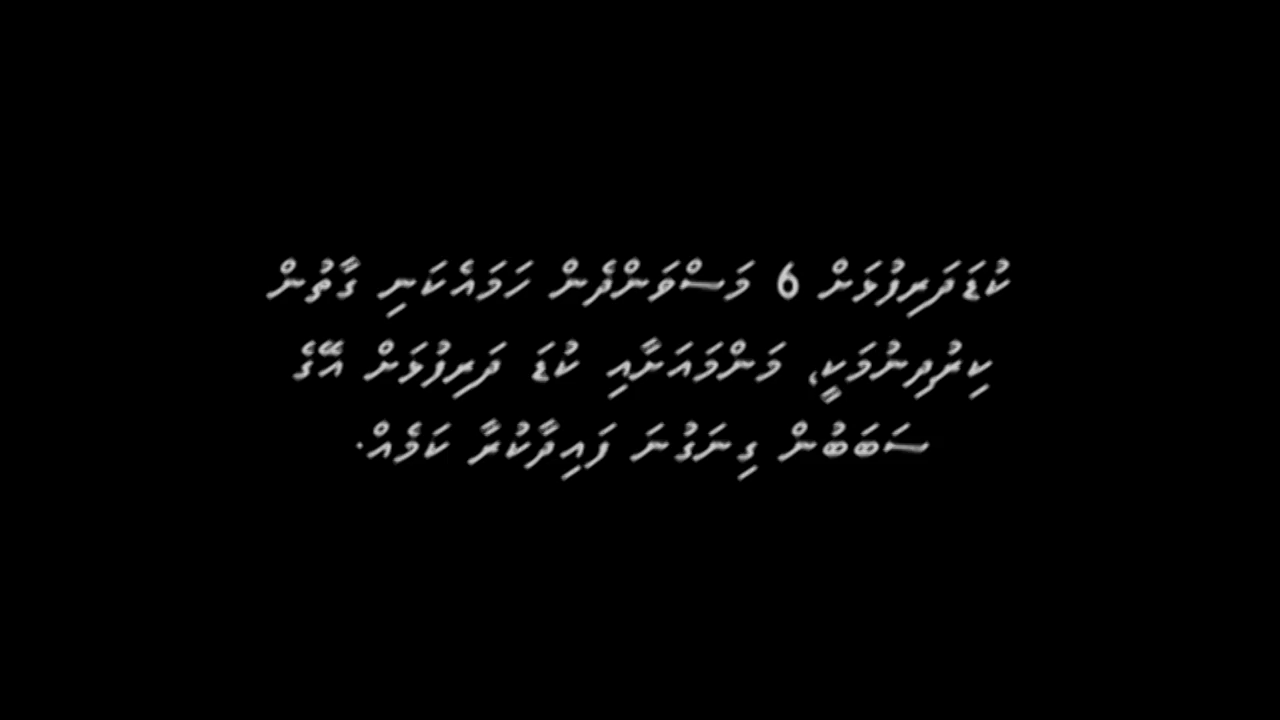 ކުޑަދަރިފުޅަށް 6 މަސްވަންދެން ހަމައެކަނި ގާތުން
ކިރުދިނުމަކީ، މަންމައަށާއި ކުޑަ ދަރިފުޅަށް އޭގެ
ސަބަބުން ގިނަގުނަ ފައިދާކުރާ ކަމެއް.